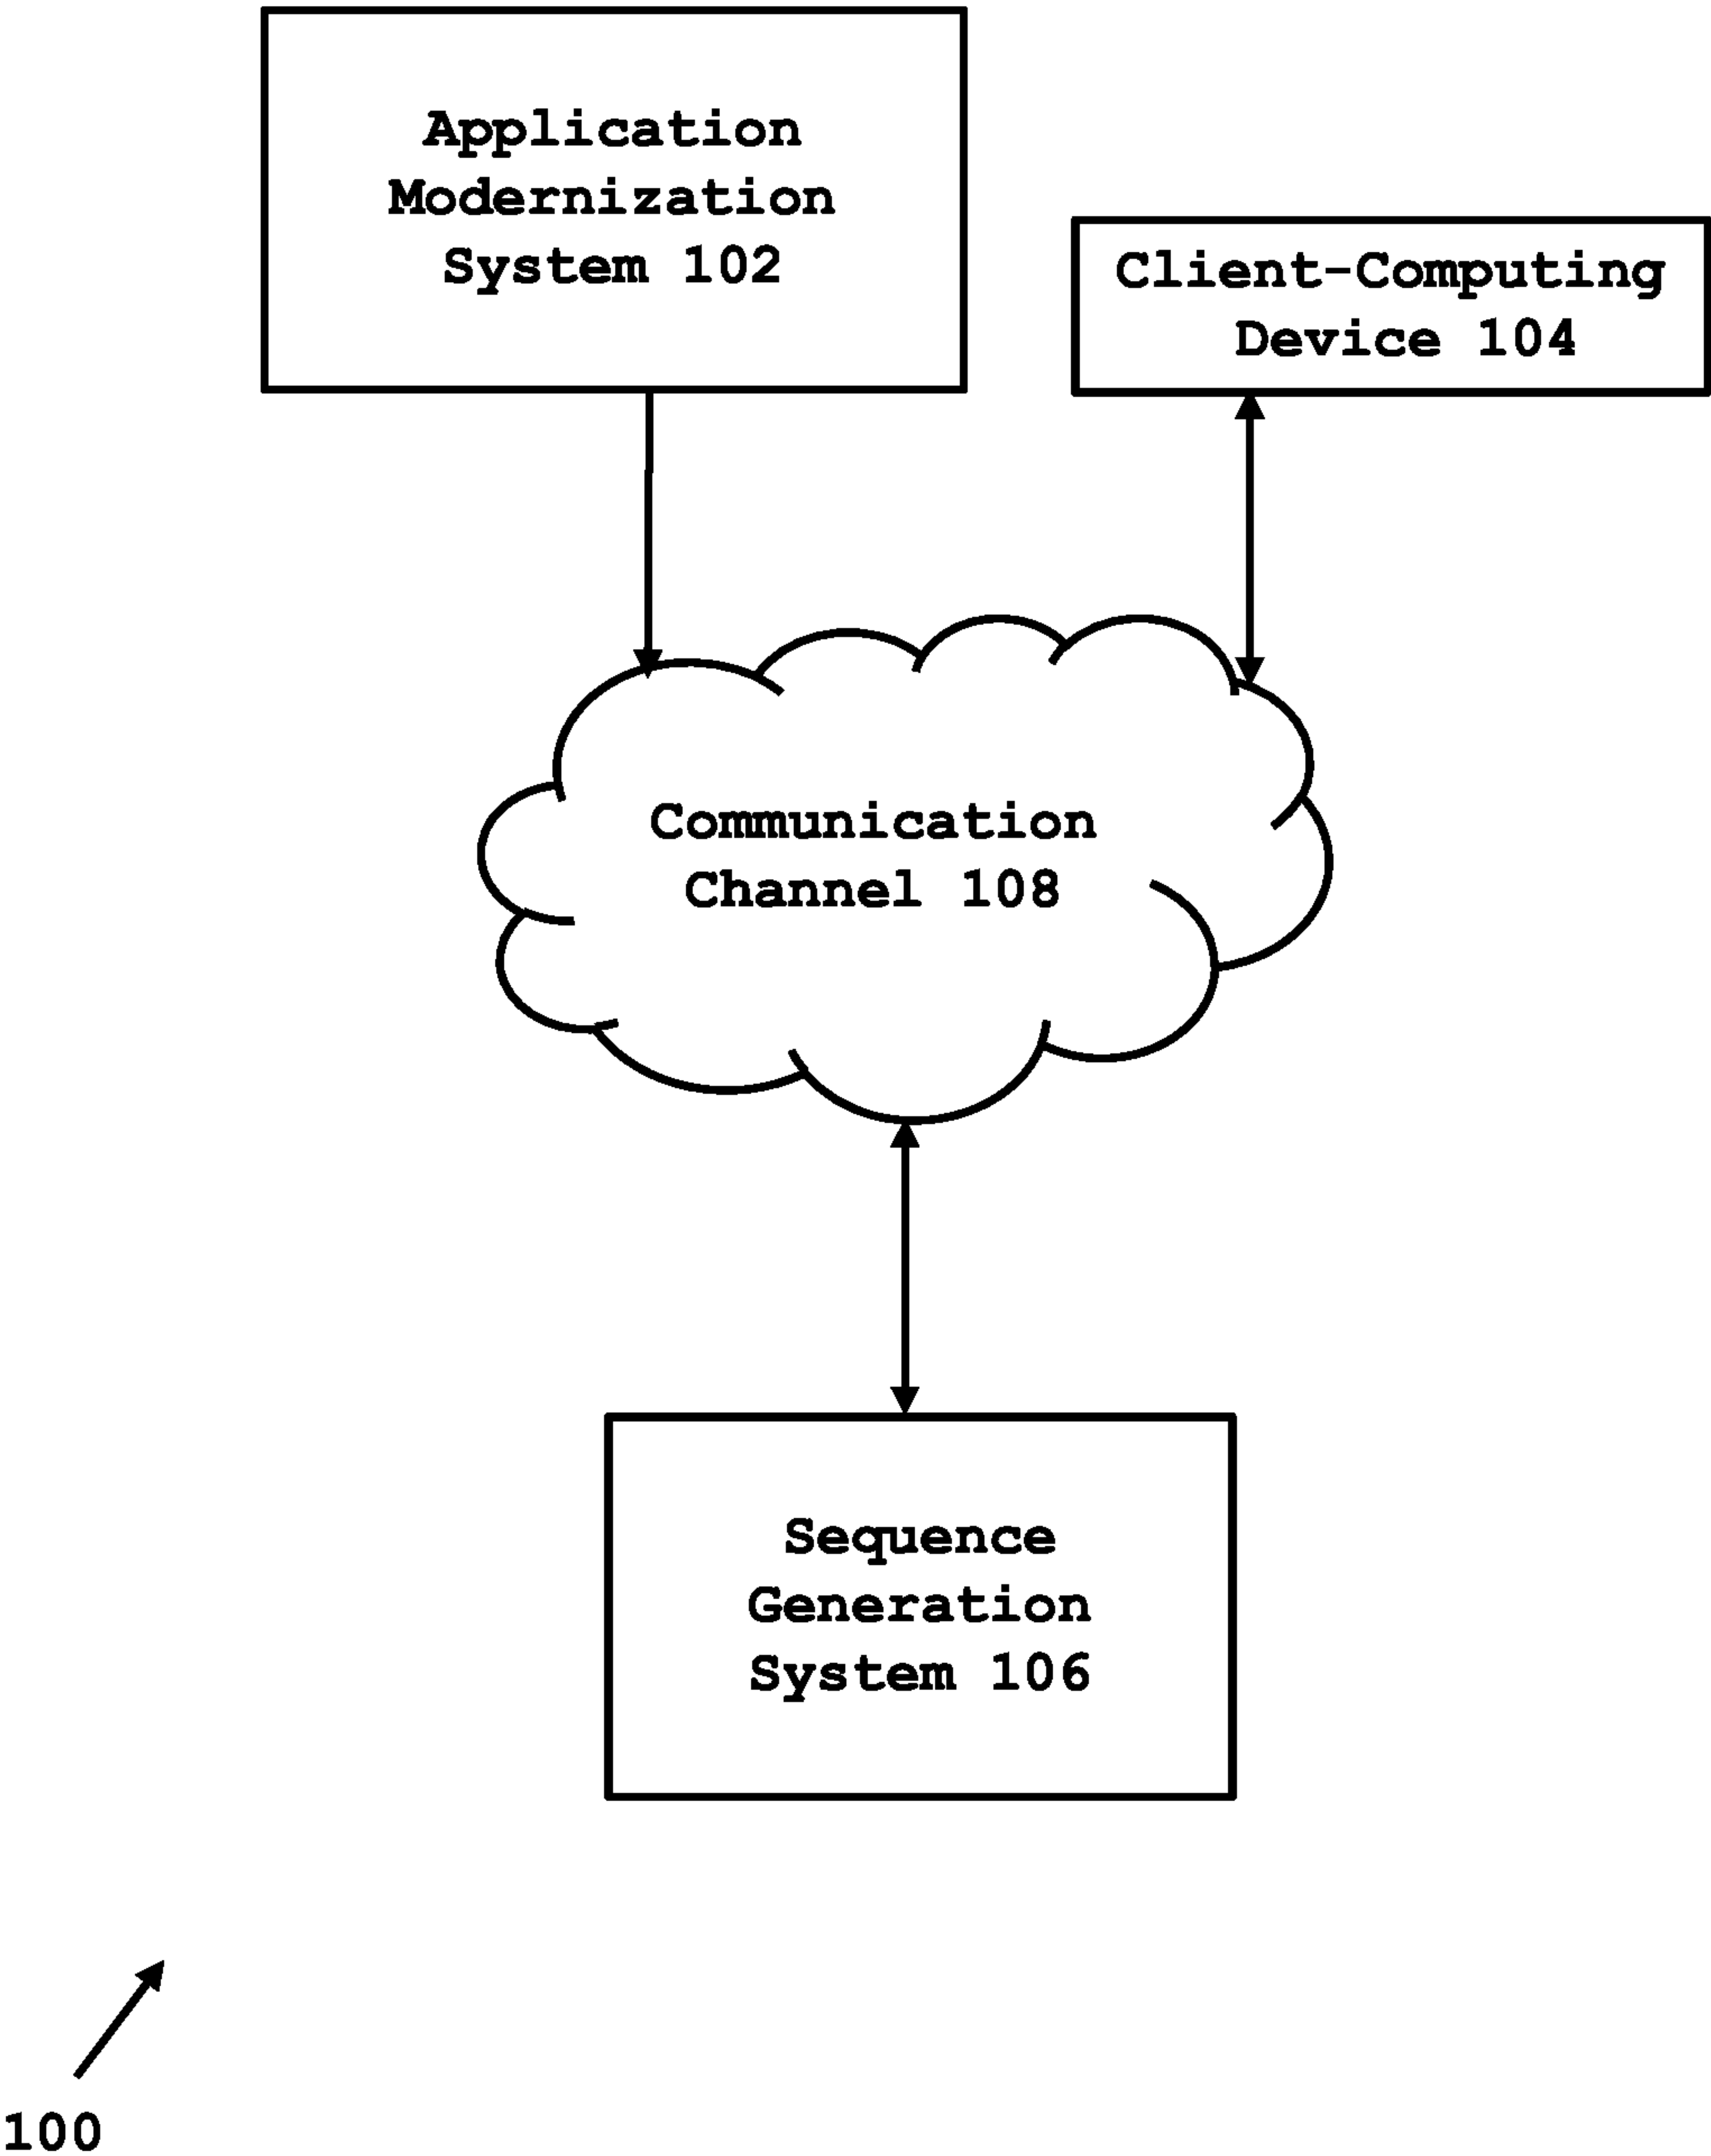 Application
Modernization
System 102
Client-Computing
Device 104
Communication
Channel 108
Sequence
Generation
System 106
100